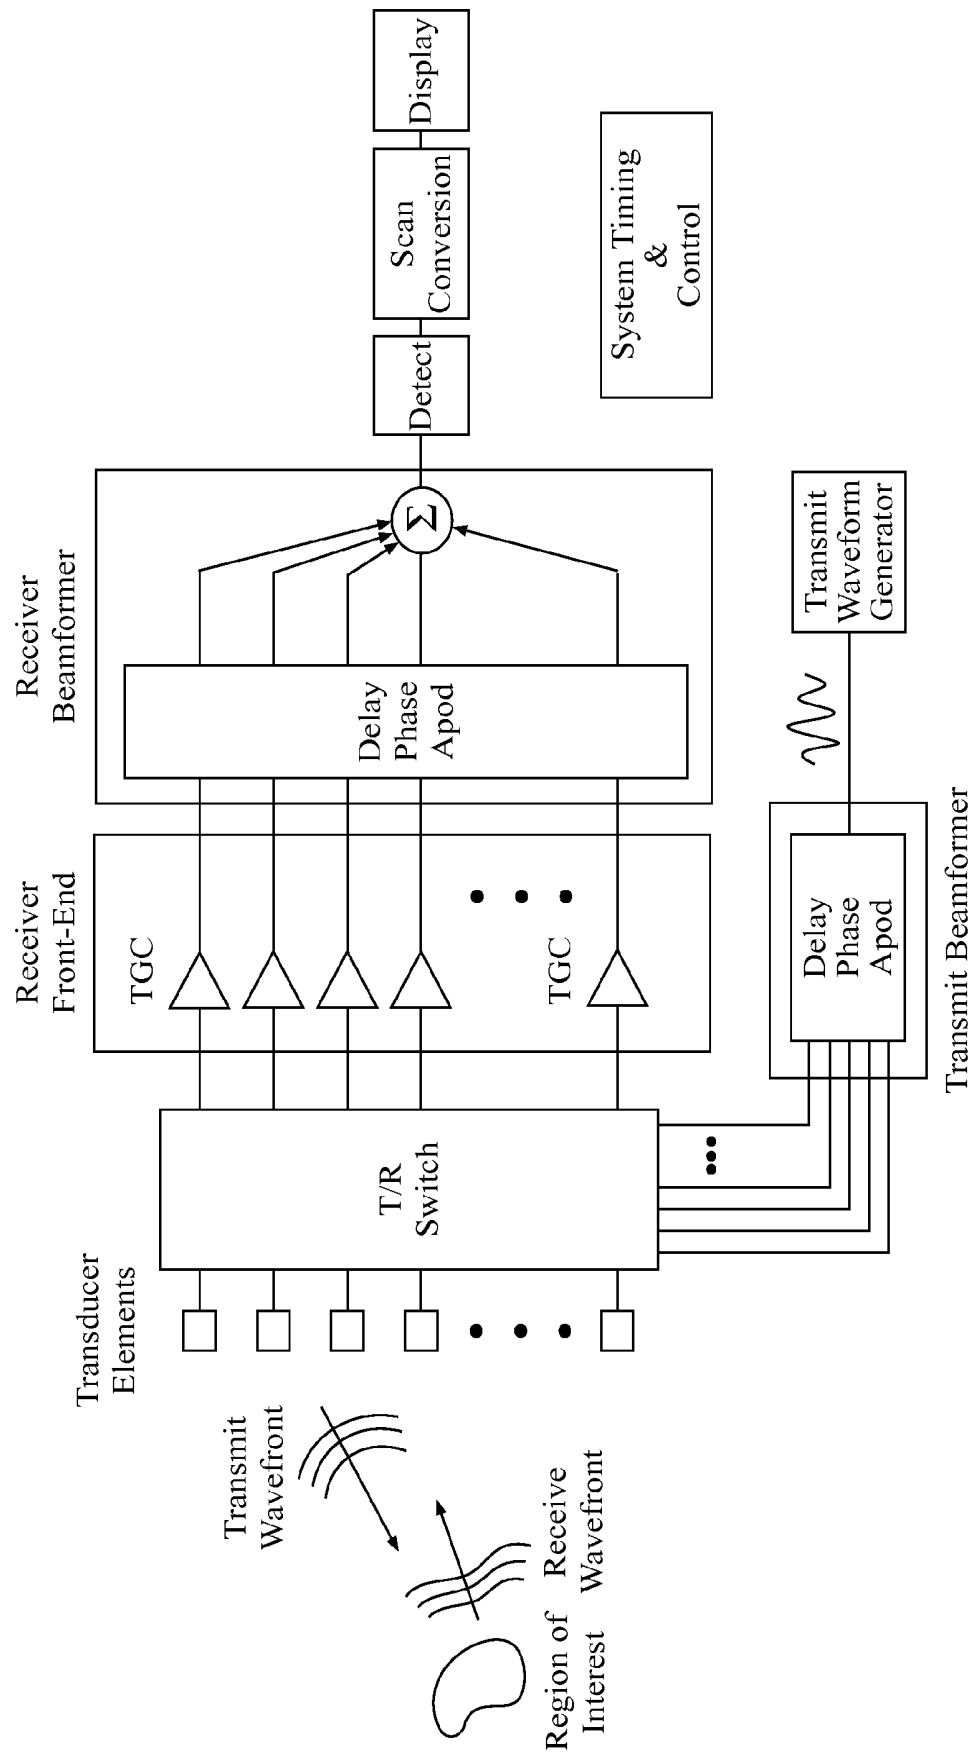 Transducer
Elements
Receiver
Front-End
Receiver
Beamformer
Transmit
Wavefront
Receive
Wavefront
Region of
Interest
T/R
Switch
TGC
TGC
Delay
Phase
Apod
Σ
Detect
Scan
Conversion
Display
System Timing
&
Control
Delay
Phase
Apod
Transmit Beamformer
Transmit
Waveform
Generator